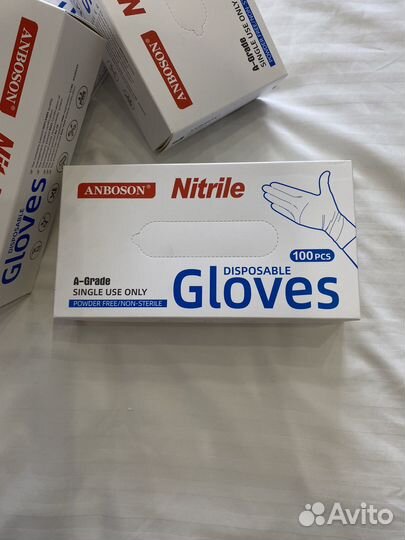 ANBOSON®
Nitrile
100 PCS
DISPOSABLE
Gloves
A-Grade
SINGLE USE ONLY
POWDER FREE/NON-STERILE
ANBOSON
A-Grade
SINGLE USE ONLY
ANBOSON
DISPOSABLE
Gloves
Avito